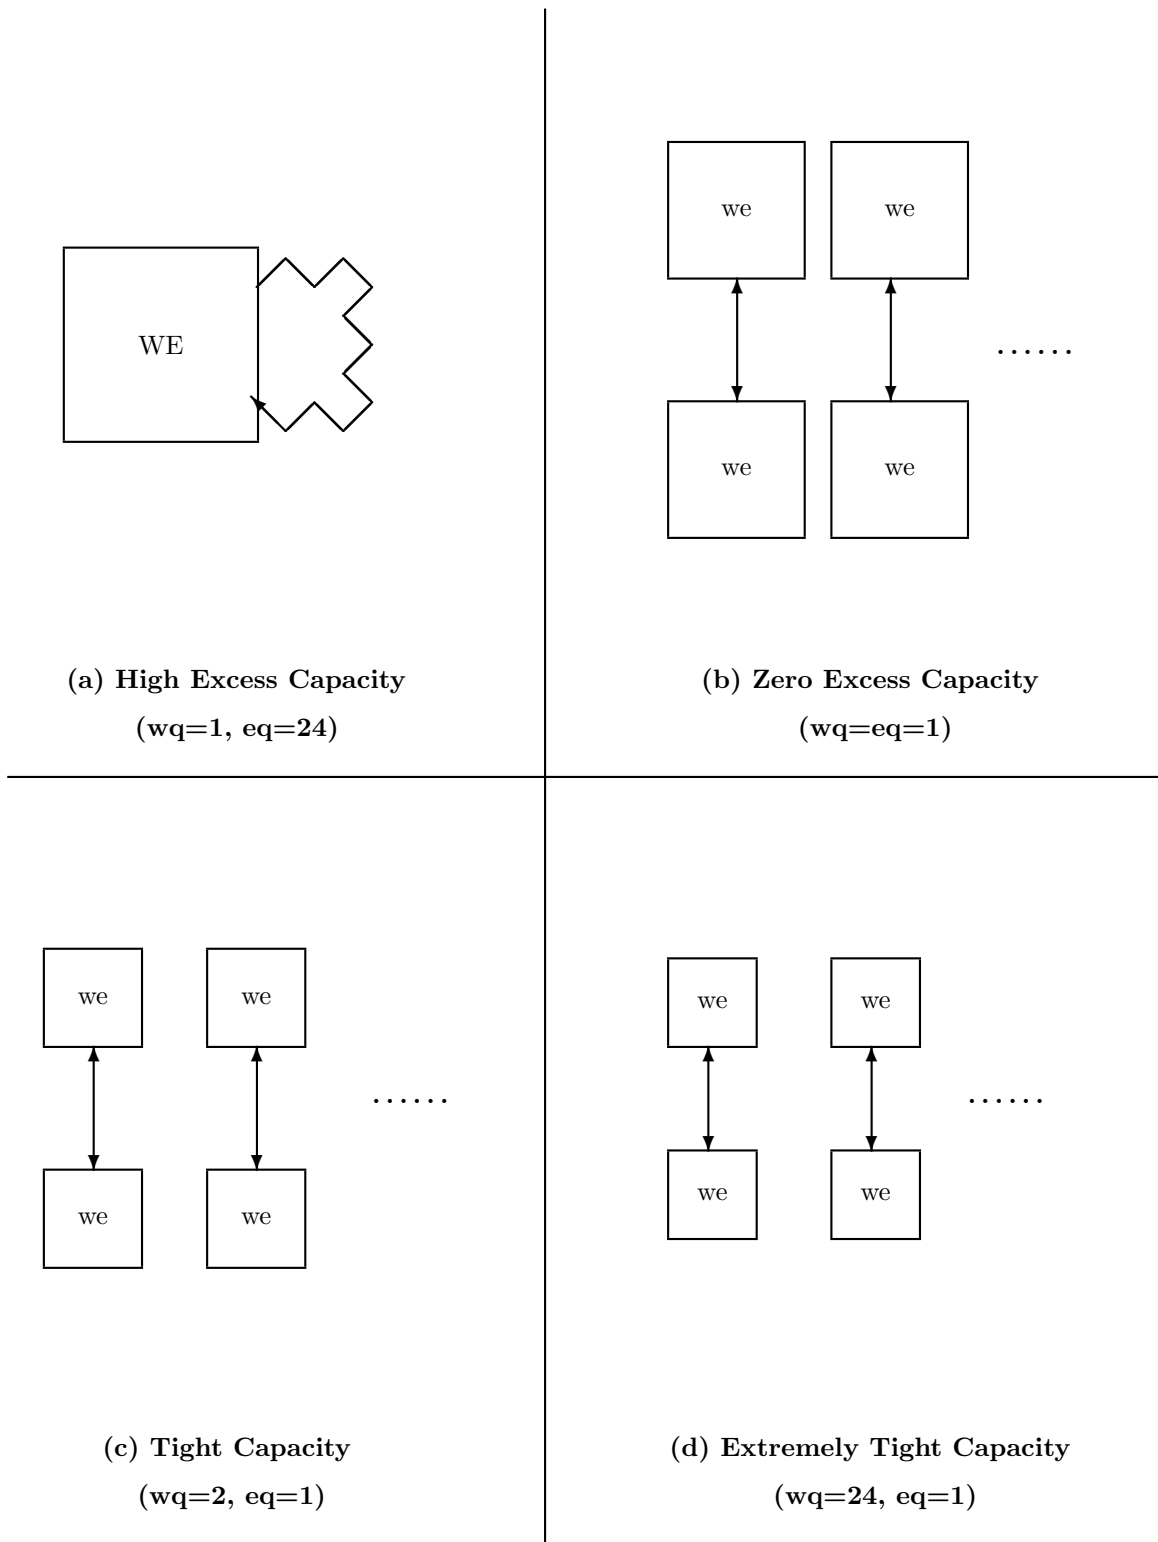 WE
we we
......
we we
(a) High Excess Capacity
(wq=1, eq=24)
(b) Zero Excess Capacity
(wq=eq=1)
we we
......
we we
we we
......
we we
(c) Tight Capacity
(wq=2, eq=1)
(d) Extremely Tight Capacity
(wq=24, eq=1)